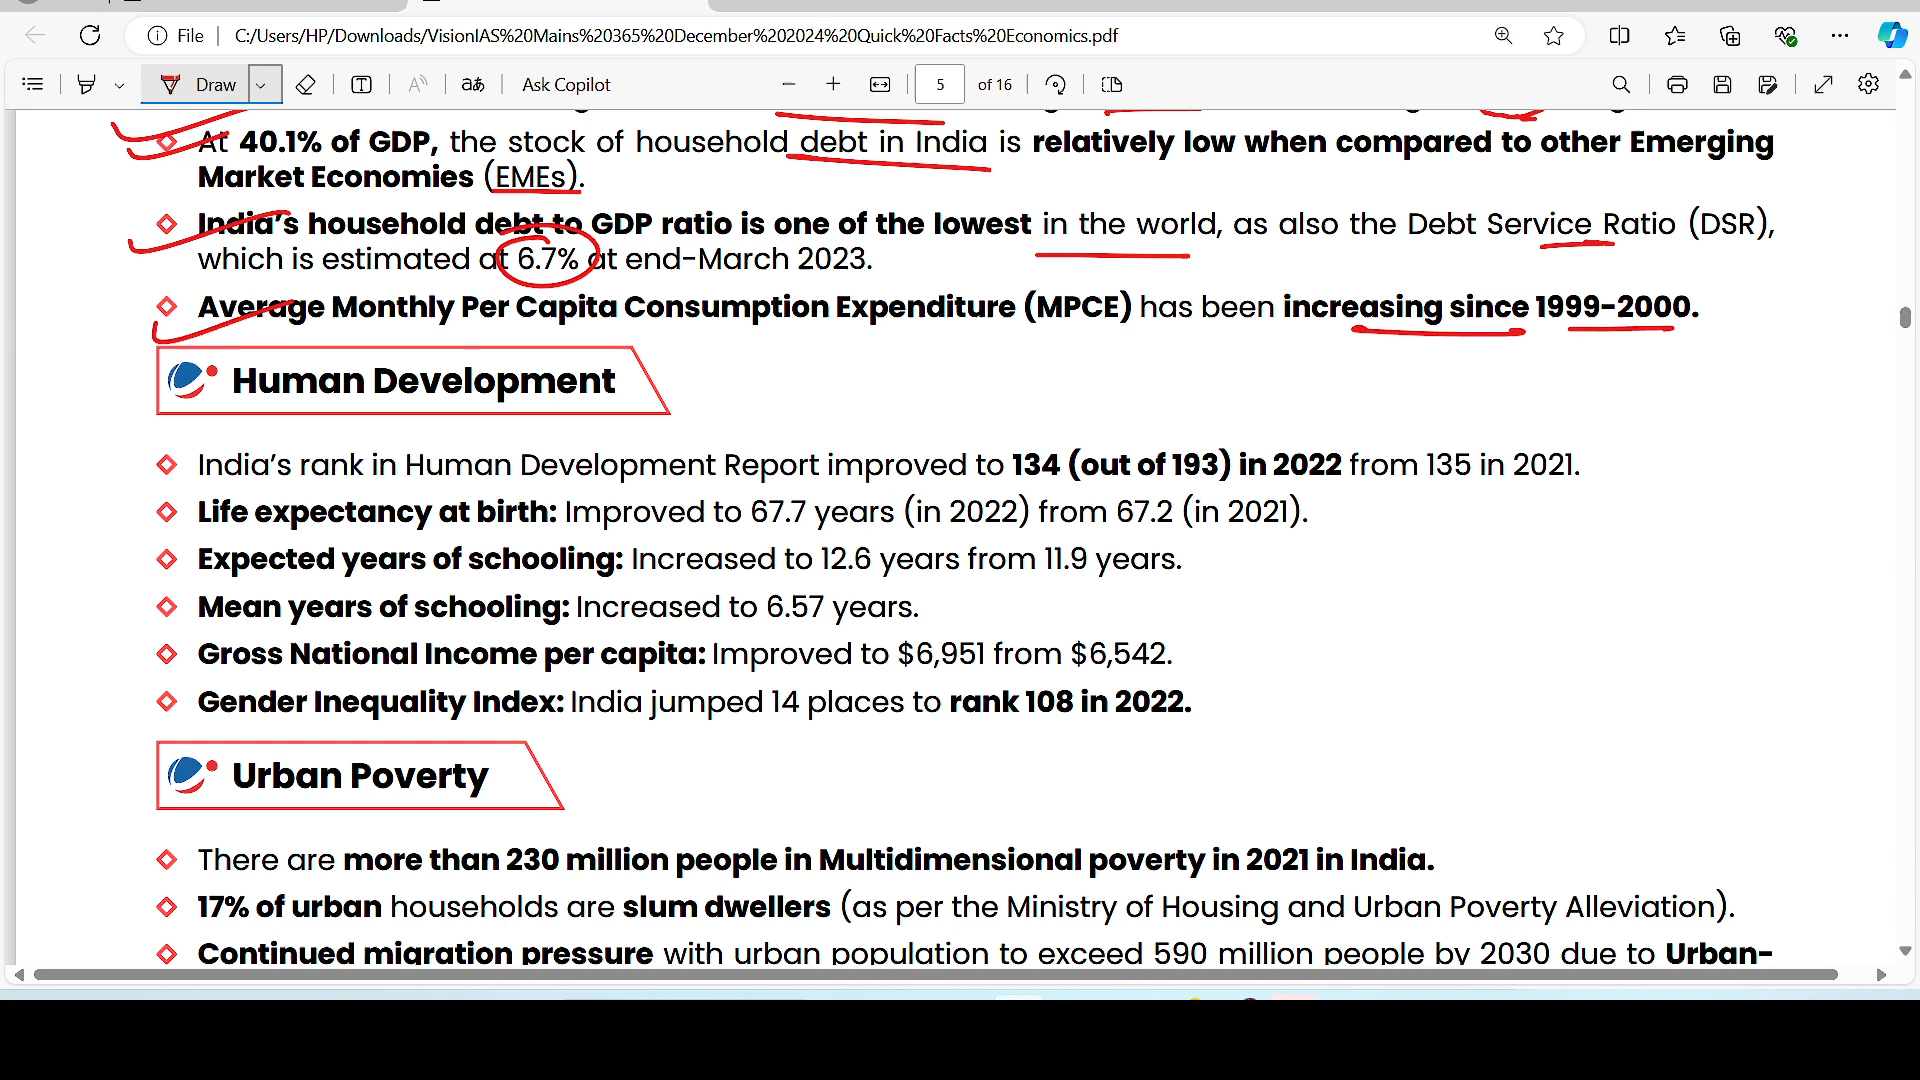 File
C:/Users/HP/Downloads/VisionIAS%20Mains%20365%20December%202024%20Quick%20Facts%20Economics.pdf
Draw
Ask Copilot
5 of 16
At 40.1% of GDP, the stock of household debt in India is relatively low when compared to other Emerging
Market Economies (EMEs).
India's household debt to GDP ratio is one of the lowest in the world, as also the Debt Service Ratio (DSR),
which is estimated at 6.7% at end-March 2023.
Average Monthly Per Capita Consumption Expenditure (MPCE) has been increasing since 1999-2000.
Human Development
India's rank in Human Development Report improved to 134 (out of 193) in 2022 from 135 in 2021.
Life expectancy at birth: Improved to 67.7 years (in 2022) from 67.2 (in 2021).
Expected years of schooling: Increased to 12.6 years from 11.9 years.
Mean years of schooling: Increased to 6.57 years.
Gross National Income per capita: Improved to $6,951 from $6,542.
Gender Inequality Index: India jumped 14 places to rank 108 in 2022.
Urban Poverty
There are more than 230 million people in Multidimensional poverty in 2021 in India.
17% of urban households are slum dwellers (as per the Ministry of Housing and Urban Poverty Alleviation).
Continued migration pressure with urban population to exceed 590 million people by 2030 due to Urban-